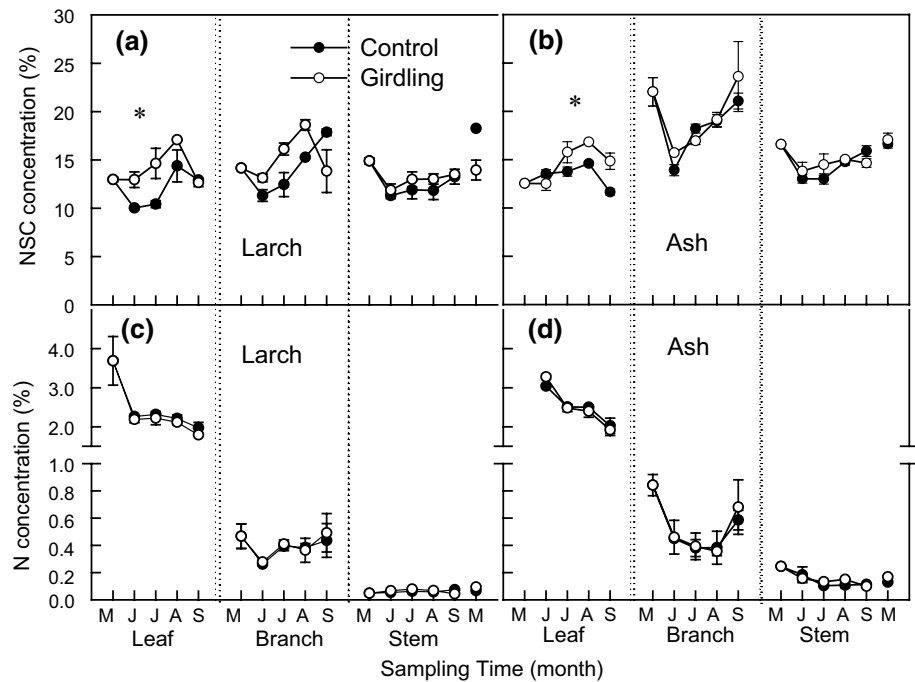 (a)
Control
Girdling
*
Larch
(b)
*
Ash
NSC concentration (%)
30
25
20
15
10
5
0
(c)
Larch
(d)
Ash
N concentration (%)
4.0
3.0
2.0
1.0
0.8
0.6
0.4
0.2
0.0
M J J A S M J J A S M J J A S M M J J A S M J J A S M J J A S M
Leaf Branch Stem Leaf Branch Stem
Sampling Time (month)